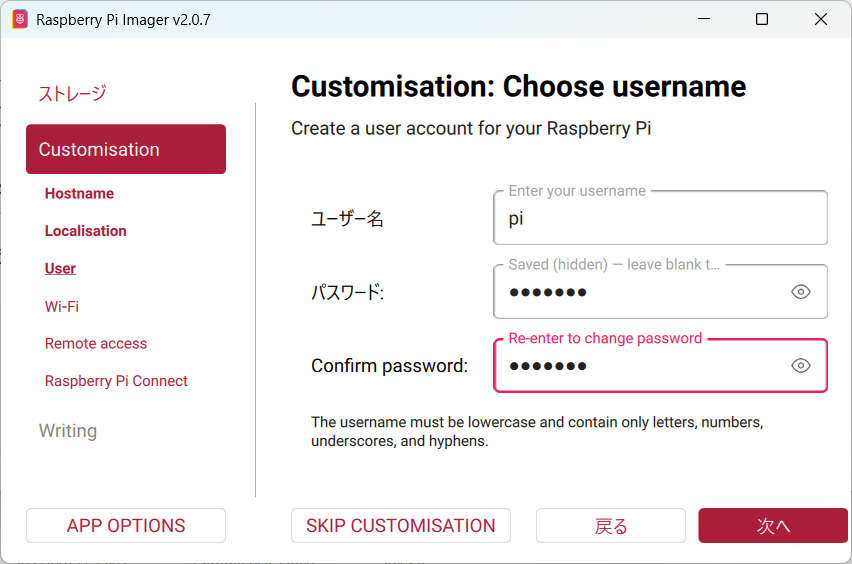 Raspberry Pi Imager v2.0.7
ストレージ
Customisation
Hostname
Localisation
User
Wi-Fi
Remote access
Raspberry Pi Connect
Writing
APP OPTIONS
Customisation: Choose username
Create a user account for your Raspberry Pi
ユーザー名
Enter your username
pi
パスワード:
Saved (hidden) — leave blank t...
●●●●●●●
Confirm password:
Re-enter to change password
●●●●●●●
The username must be lowercase and contain only letters, numbers,
underscores, and hyphens.
SKIP CUSTOMISATION
戻る
次へ